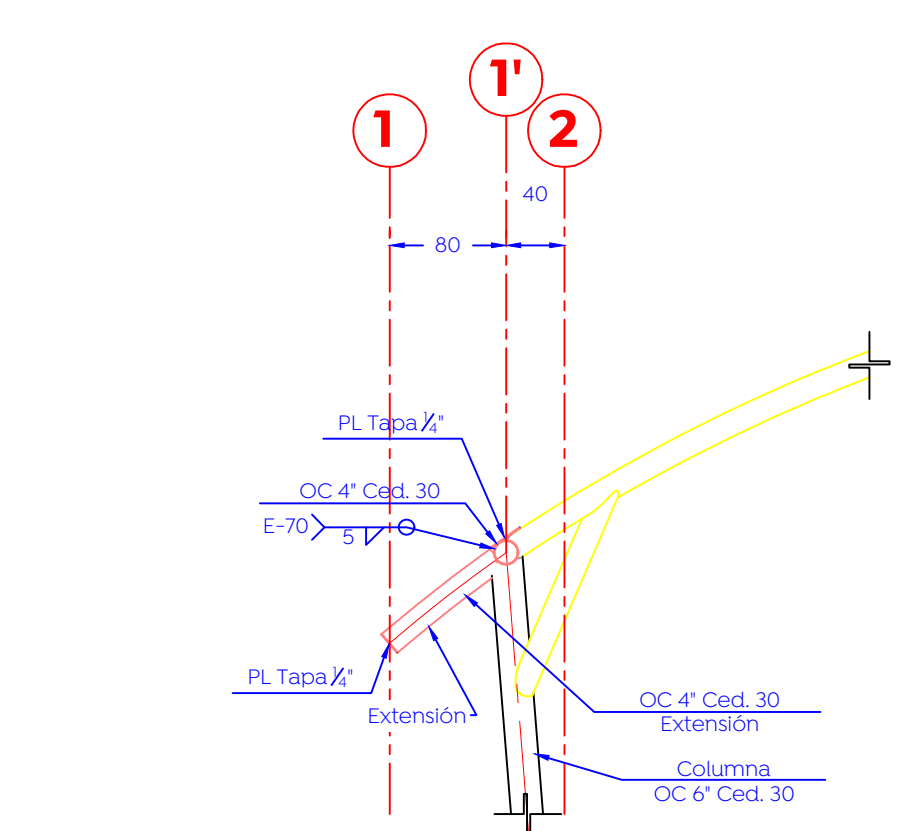 1'
1
2
40
80
PL Tapa 1/4"
OC 4" Ced. 30
E-70
5
PL Tapa 1/4"
Extensión
OC 4" Ced. 30
Extensión
Columna
OC 6" Ced. 30